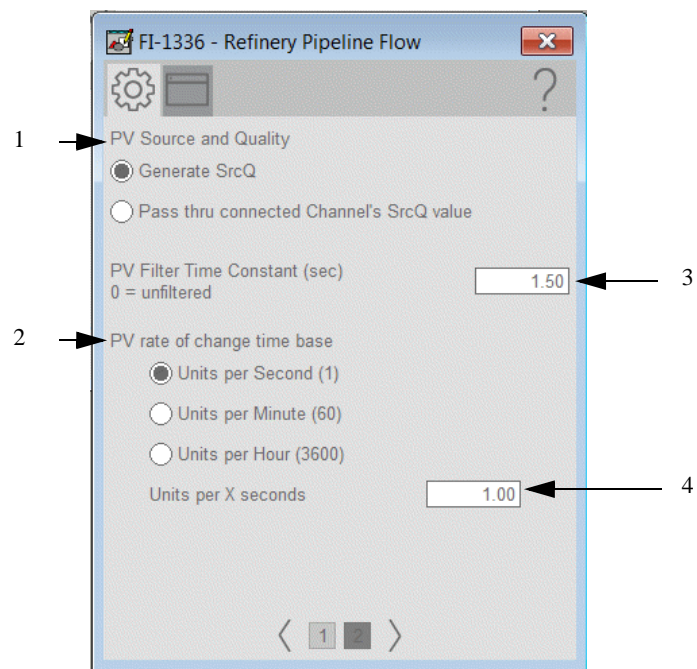 FI-1336 - Refinery Pipeline Flow
?
1
PV Source and Quality
Generate SrcQ
Pass thru connected Channel's SrcQ value
PV Filter Time Constant (sec)
0 = unfiltered
1.50
3
2
PV rate of change time base
Units per Second (1)
Units per Minute (60)
Units per Hour (3600)
Units per X seconds
1.00
4
1 2